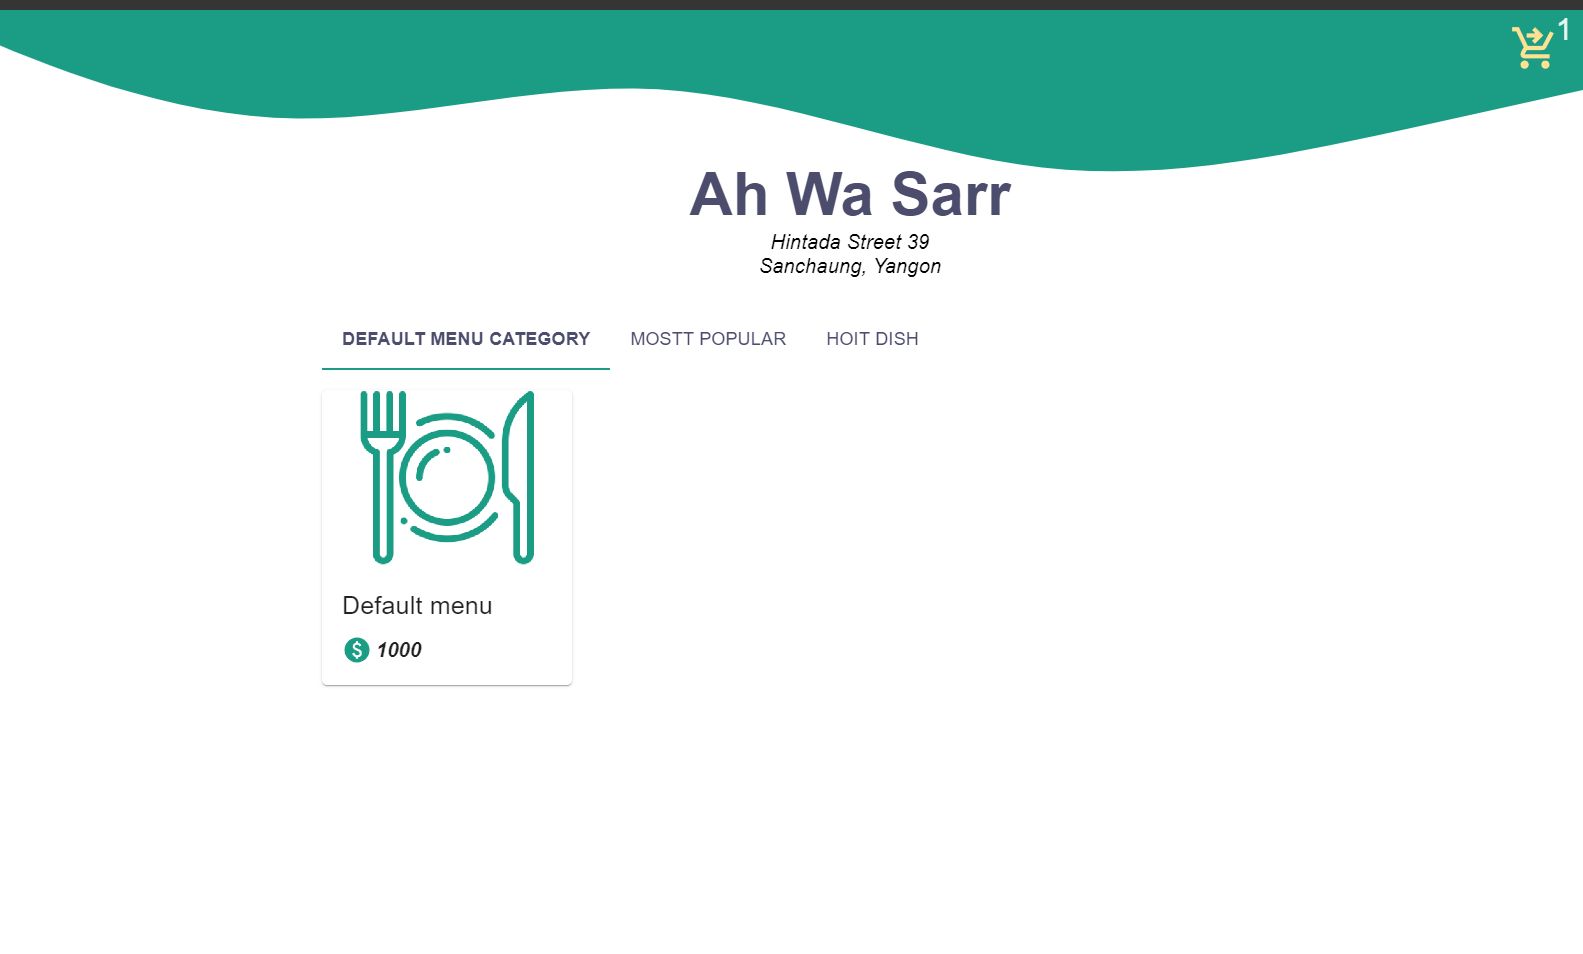 1
Ah Wa Sarr
Hintada Street 39
Sanchaung, Yangon
DEFAULT MENU CATEGORY MOSTT POPULAR HOIT DISH
Default menu
$ 1000